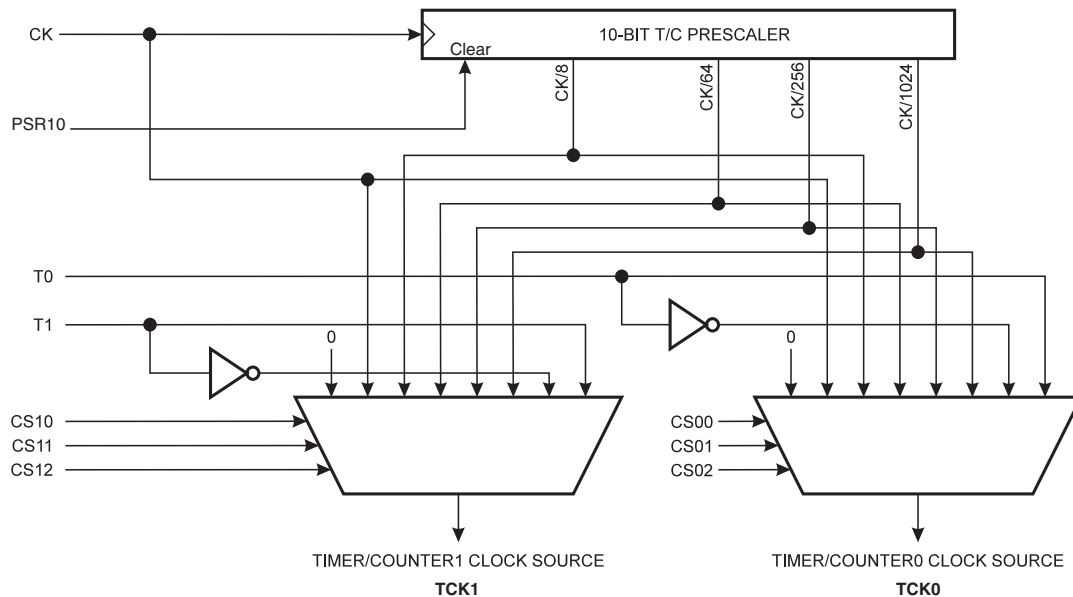 CK
10-BIT T/C PRESCALER
Clear
CK/8
CK/64
CK/256
CK/1024
PSR10
T0
T1
0
0
CS10
CS11
CS12
CS00
CS01
CS02
TIMER/COUNTER1 CLOCK SOURCE
TCK1
TIMER/COUNTER0 CLOCK SOURCE
TCK0